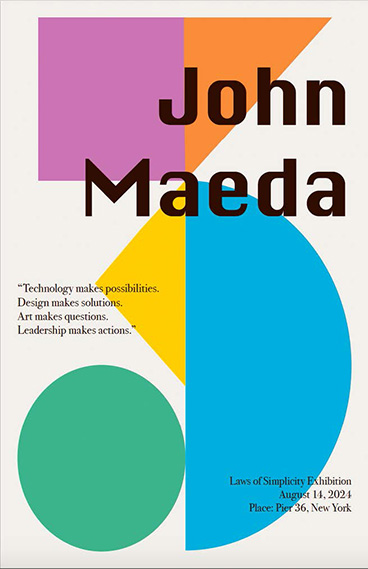 John
Maeda
“Technology makes possibilities.
Design makes solutions.
Art makes questions.
Leadership makes actions.”
Laws of Simplicity Exhibition
August 14, 2024
Place: Pier 36, New York